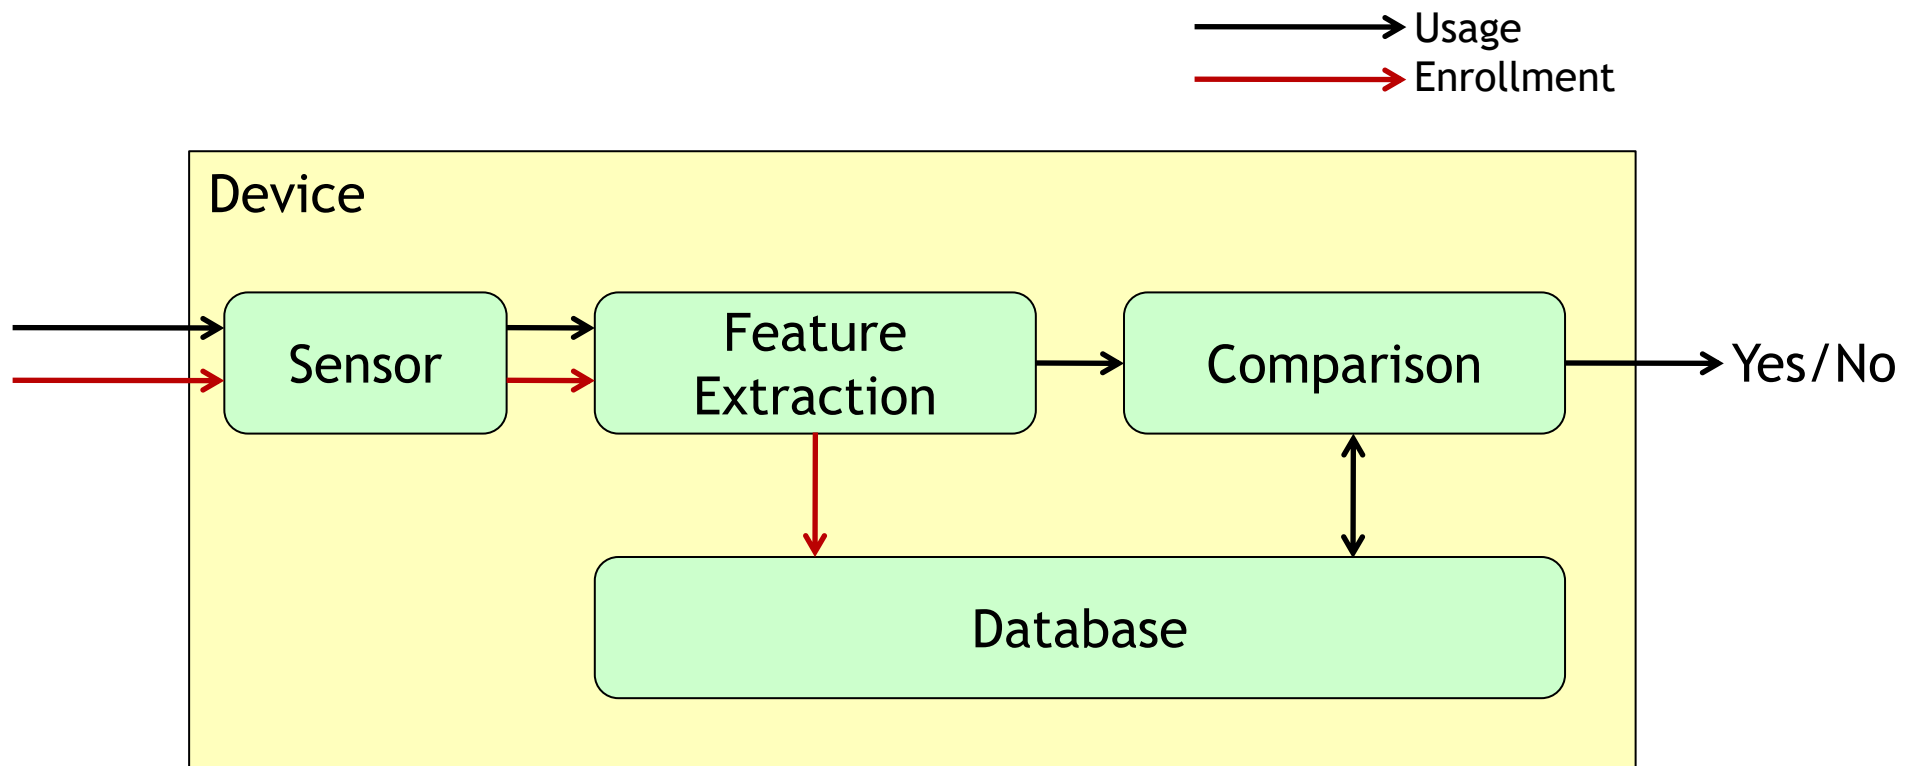 Usage
Enrollment
Device
Sensor
Feature
Extraction
Comparison
Yes/No
Database